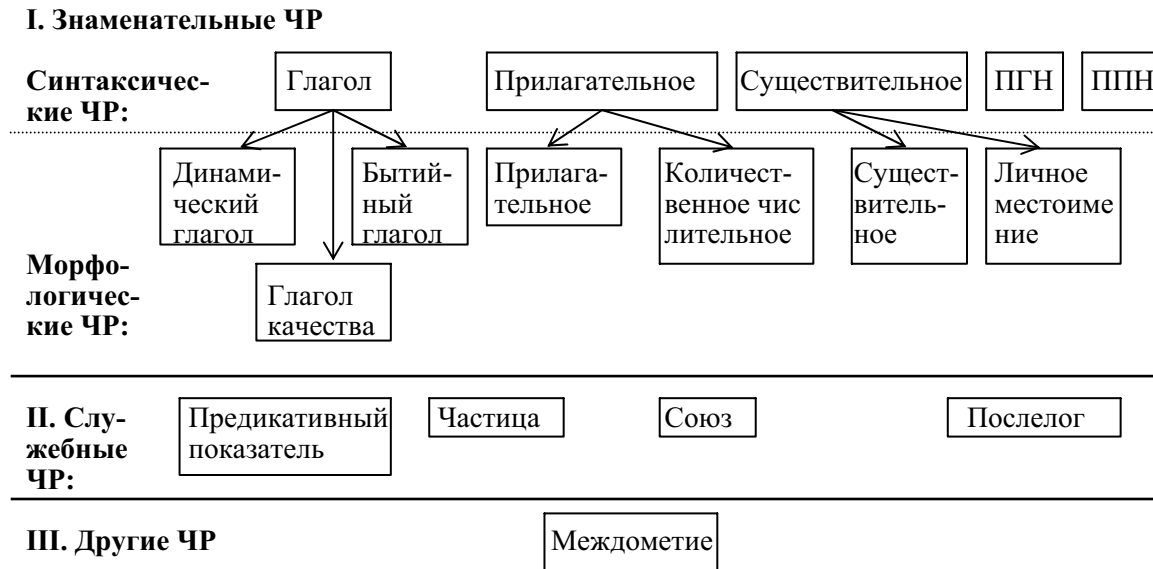 I. Знаменательные ЧР
Синтаксичес-
кие ЧР:
Глагол
Прилагательное
Существительное
ПГН
ППН
Динами-
ческий
глагол
Бытий-
ный
глагол
Прилага-
тельное
Количест-
венное чис
лительное
Сущест-
витель-
ное
Личное
местоиме
ние
Морфо-
логичес-
кие ЧР:
Глагол
качества
II. Слу-
жебные
ЧР:
Предикативный
показатель
Частица
Союз
Послелог
III. Другие ЧР
Междометие